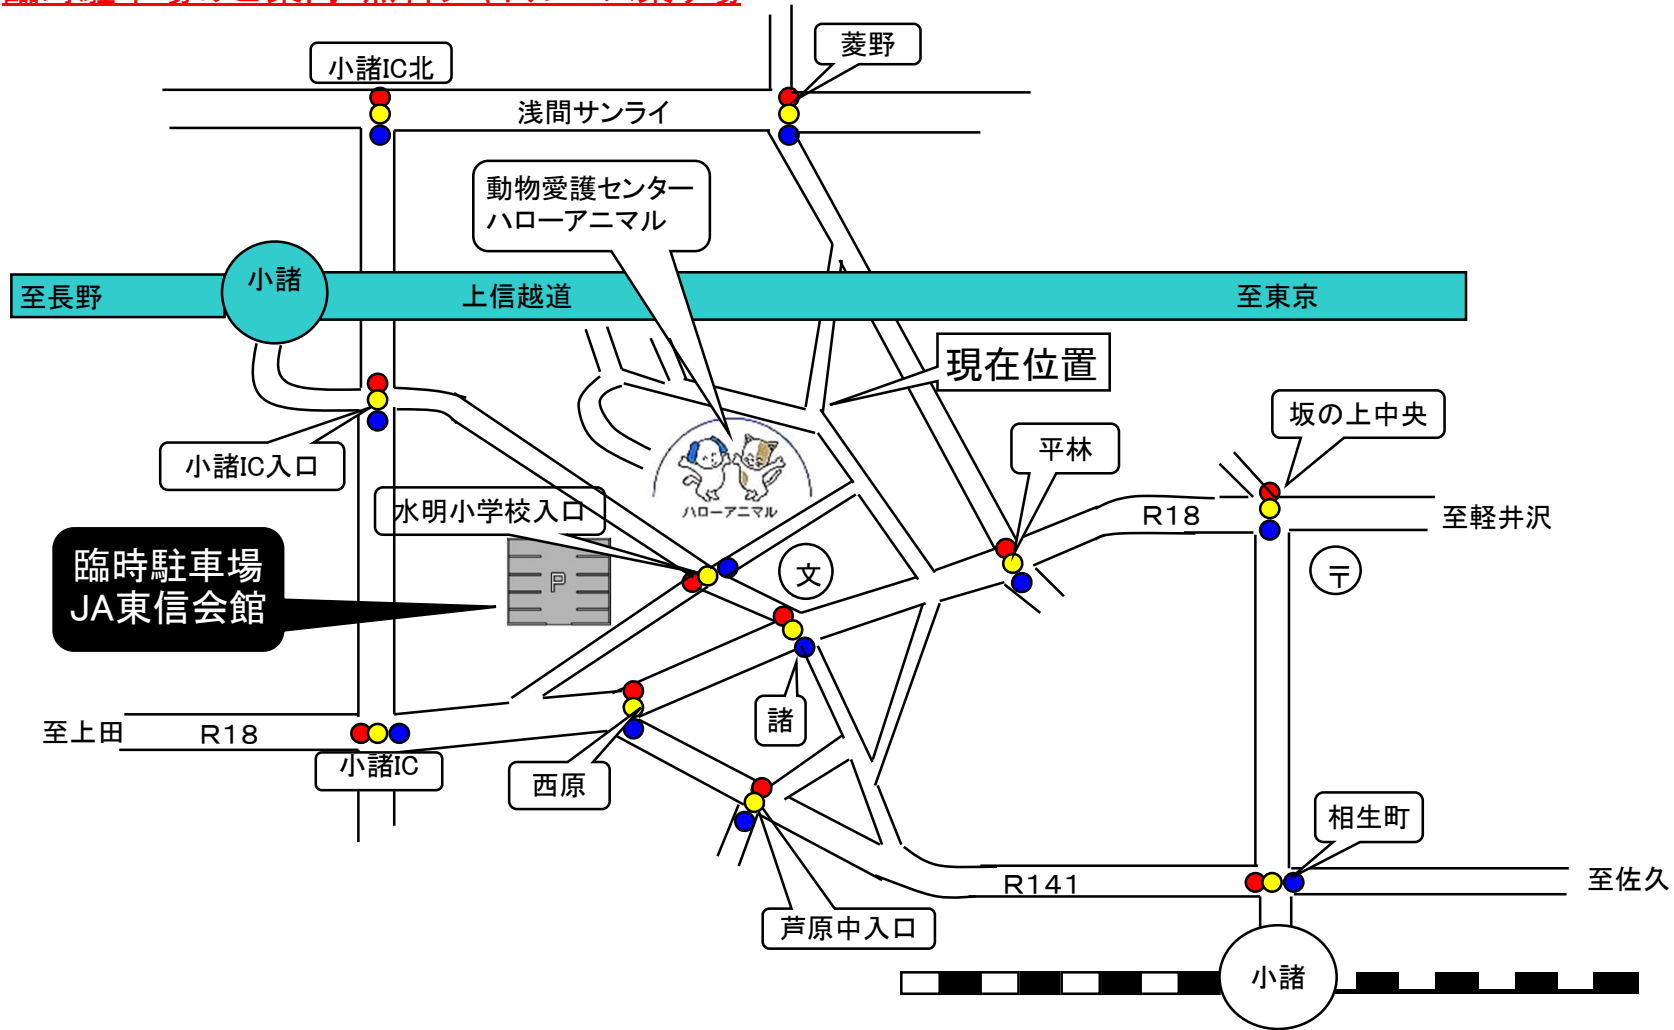 菱野
小諸IC北
浅間サンライ
動物愛護センター
ハローアニマル
小諸
至長野
上信越道
至東京
現在位置
坂の上中央
平林
小諸IC入口
水明小学校入口
ハローアニマル
R18
至軽井沢
臨時駐車場
JA東信会館
P
文
〒
諸
至上田
R18
小諸IC
西原
相生町
R141
至佐久
芦原中入口
小諸